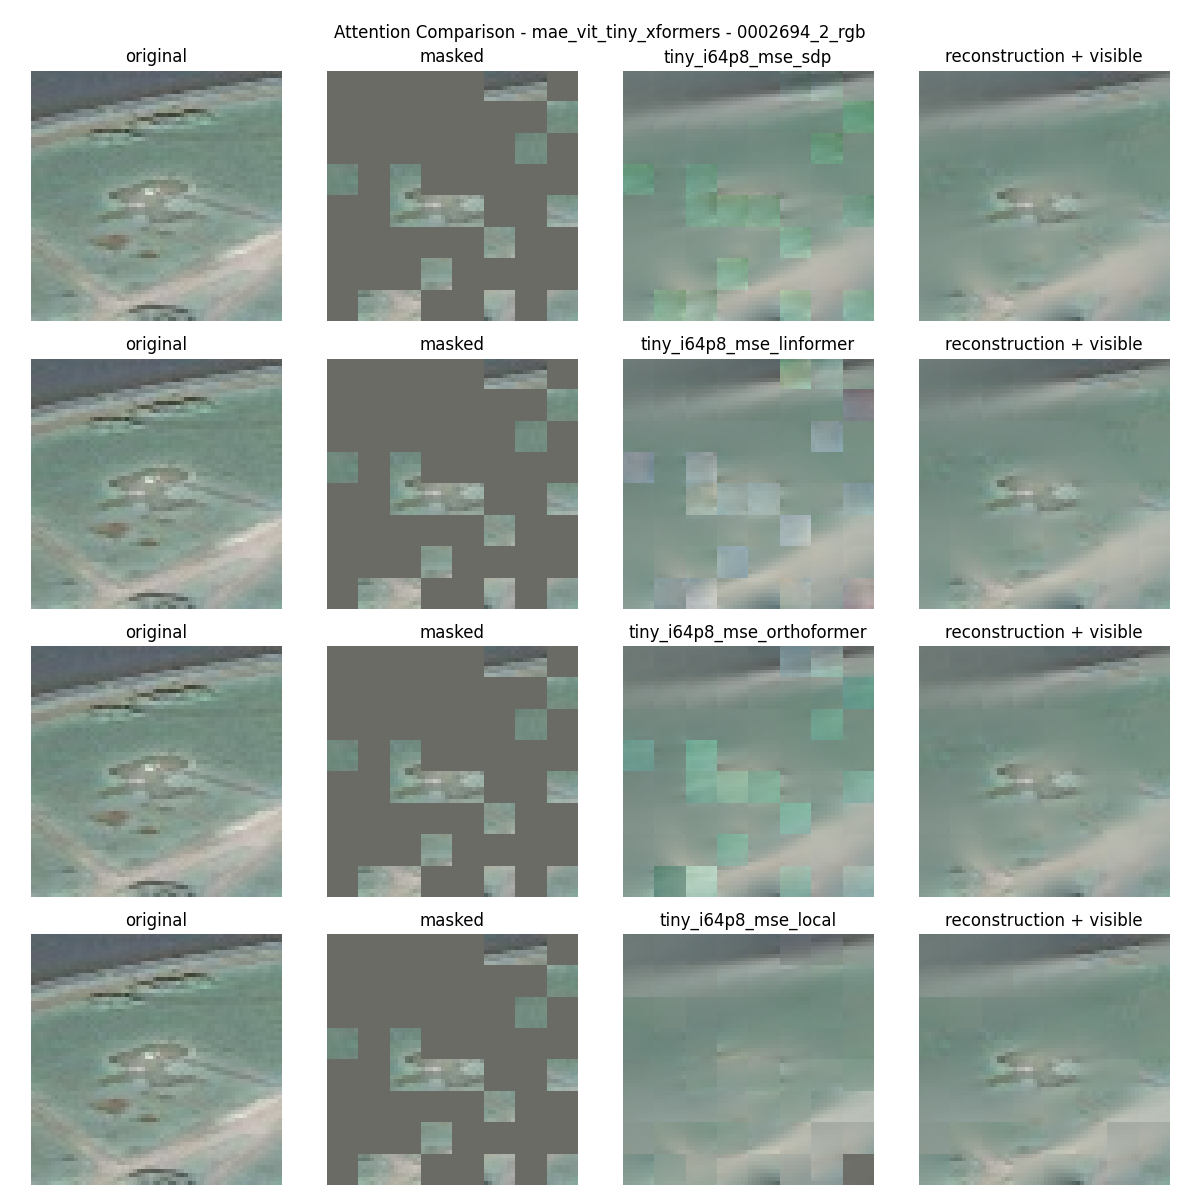 Attention Comparison - mae_vit_tiny_xformers - 0002694_2_rgb
original
masked
tiny_i64p8_mse_sdp
reconstruction + visible
original
masked
tiny_i64p8_mse_linformer
reconstruction + visible
original
masked
tiny_i64p8_mse_orthoformer
reconstruction + visible
original
masked
tiny_i64p8_mse_local
reconstruction + visible